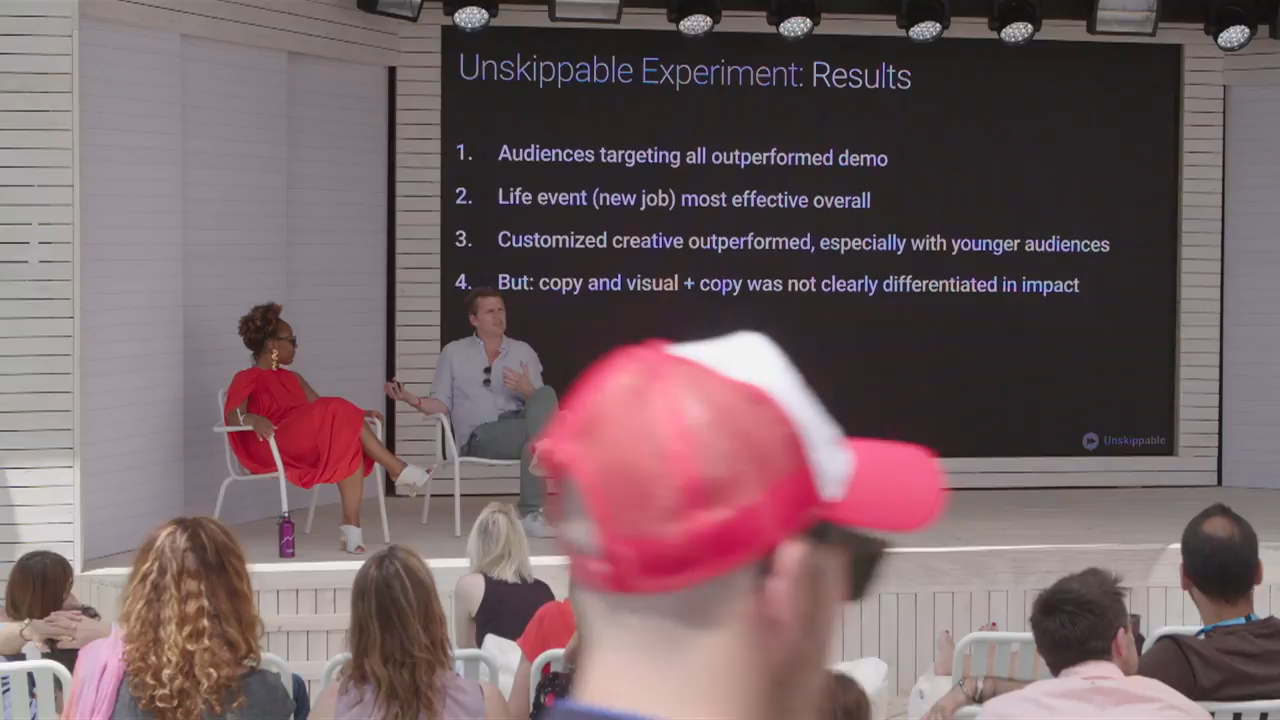 Unskippable Experiment: Results
1. Audiences targeting all outperformed demo
2. Life event (new job) most effective overall
3. Customized creative outperformed, especially with younger audiences
4. But: copy and visual + copy was not clearly differentiated in impact
Unskippable